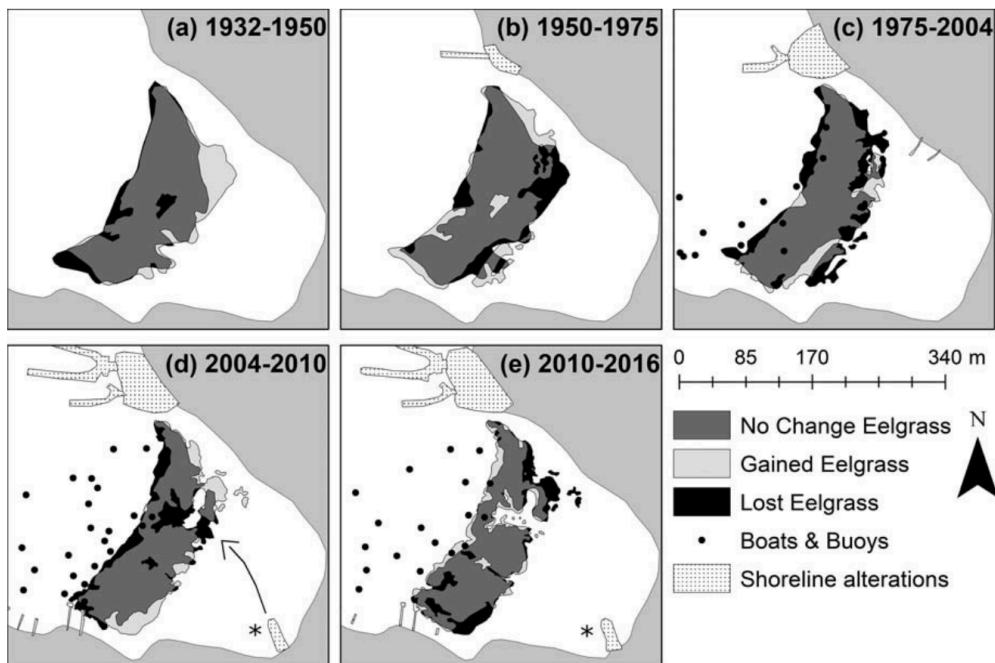 (a) 1932-1950
(b) 1950-1975
(c) 1975-2004
(d) 2004-2010
*
(e) 2010-2016
*
0 85 170 340 m
N
No Change Eelgrass
Gained Eelgrass
Lost Eelgrass
Boats & Buoys
Shoreline alterations